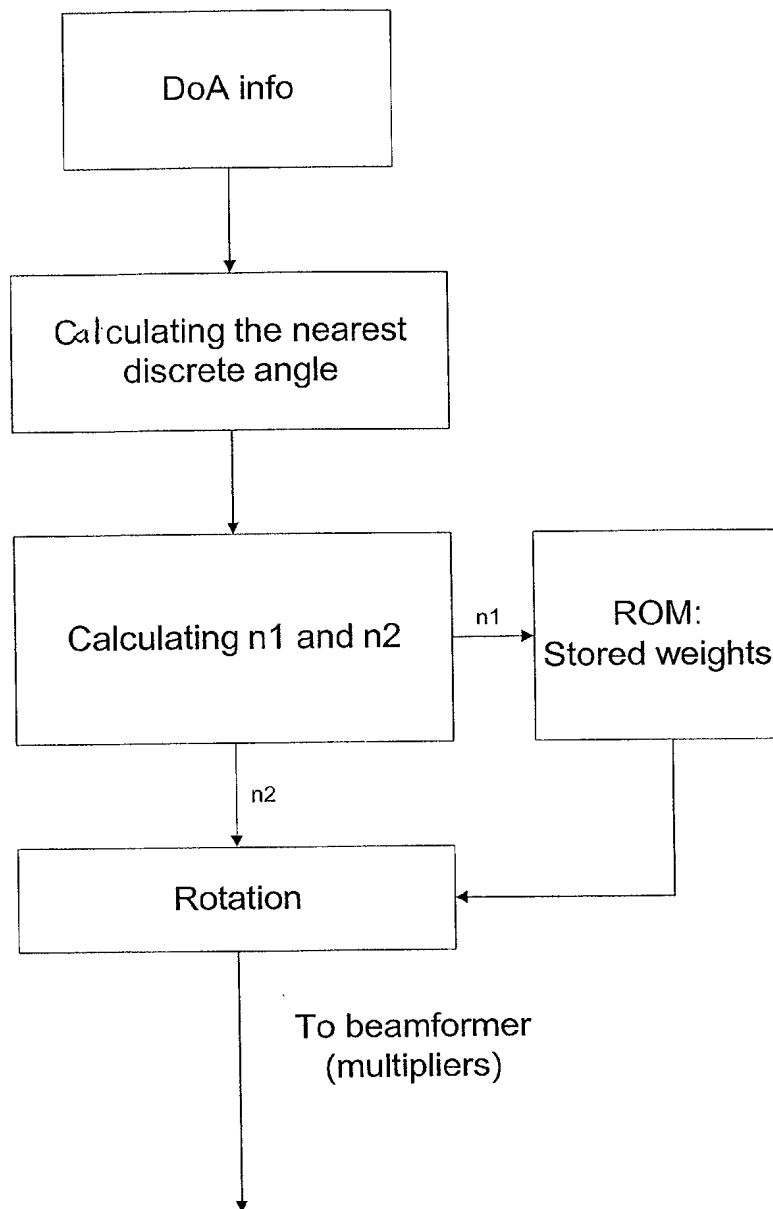 DoA info
Calculating the nearest
discrete angle
Calculating n1 and n2
n1
ROM:
Stored weights
n2
Rotation
To beamformer
(multipliers)